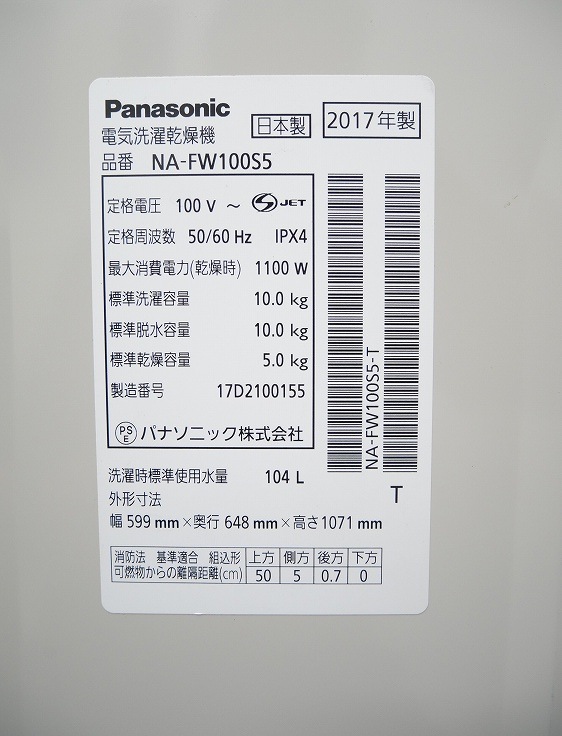 Panasonic
電気洗濯乾燥機 日本製 2017年製
品番 NA-FW100S5
定格電圧 100 V ～ S JET
定格周波数 50/60 Hz IPX4
最大消費電力(乾燥時) 1100 W
標準洗濯容量 10.0 kg
標準脱水容量 10.0 kg
標準乾燥容量 5.0 kg
製造番号 17D2100155
PSE パナソニック株式会社
NA-FW100S5-T
洗濯時標準使用水量 104 L
T
外形寸法
幅 599 mm×奥行 648 mm×高さ1071 mm
消防法 基準適合 組込形 上方 側方 後方 下方
可燃物からの離隔距離(cm) 50 5 0.7 0